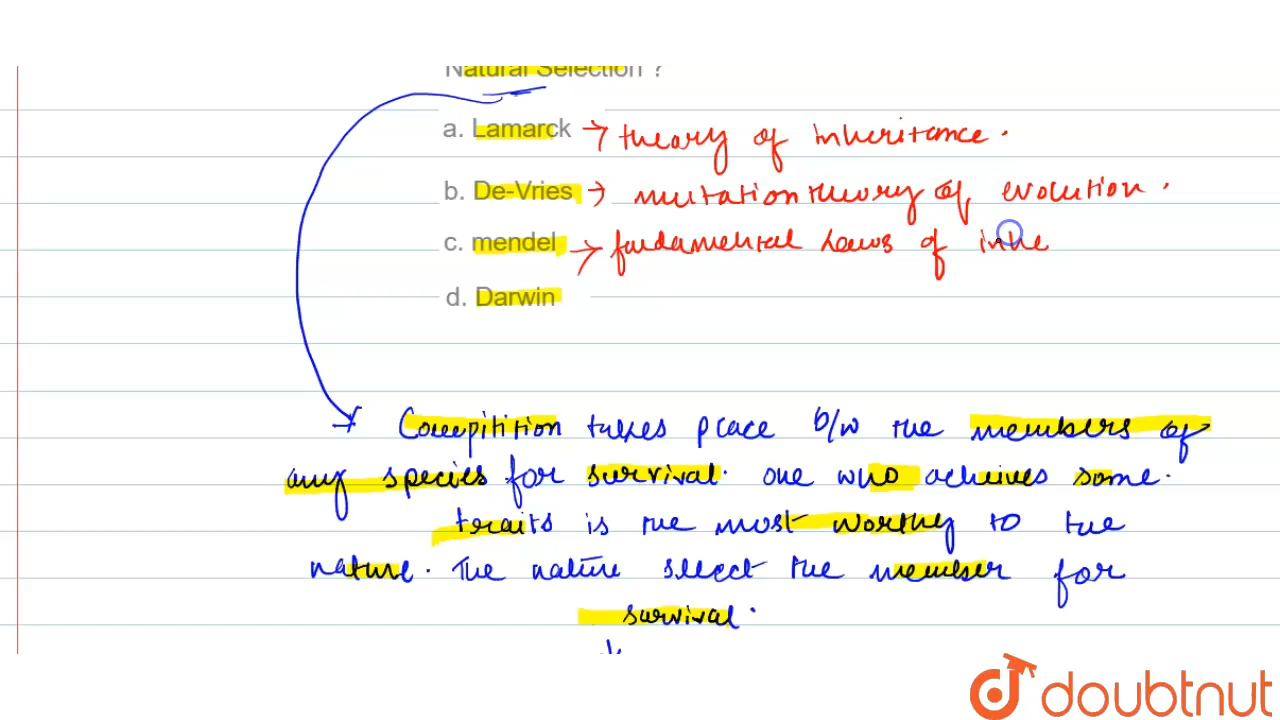 Natural Selection ?
a. Lamarck → theory of inheritance.
b. De-Vries → mutation theory of evolution.
c. mendel → fundamental Laws of inhe
d. Darwin
Compitition takes place b/w the members of
any species for survival. one who acheives some.
traits is the most worthy to the
nature. The nature select the member for
survival.
doubtnut